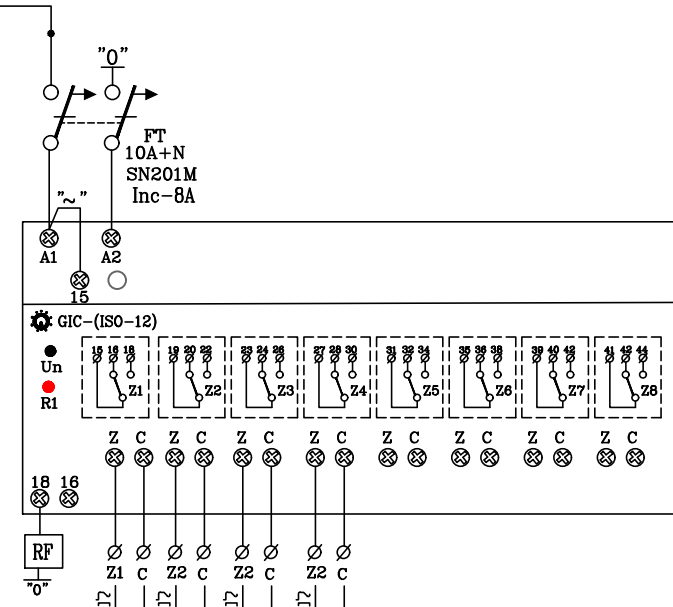 "0"
FT
10A+N
SN201M
Inc-8A
"~"
A1 A2
15
GIC-(ISO-12)
Un
R1
15 16 18 19 20 22 23 24 26 27 28 30 31 32 34 35 36 38 39 40 42 41 42 44
Z1 Z2 Z3 Z4 Z5 Z6 Z7 Z8
Z C Z C Z C Z C Z C Z C Z C Z C
18 16
RF
Z1 C Z2 C Z2 C Z2 C
"0"